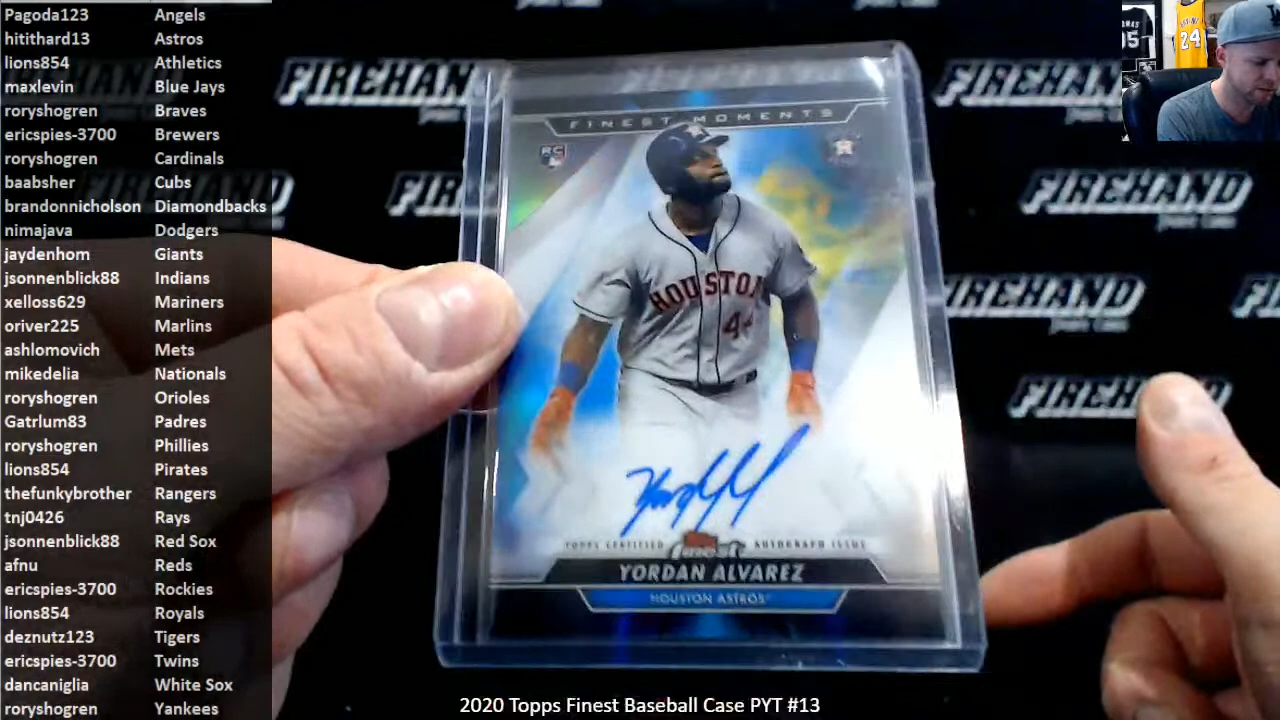 Pagoda123 Angels
hitithard13 Astros
lions854 Athletics
maxlevin Blue Jays
roryshogren Braves
ericspies-3700 Brewers
roryshogren Cardinals
baabsher Cubs
brandonnicholson Diamondbacks
nimajava Dodgers
jaydenhom Giants
jsonnenblick88 Indians
xelloss629 Mariners
oriver225 Marlins
ashlomovich Mets
mikedelia Nationals
roryshogren Orioles
Gatrlum83 Padres
roryshogren Phillies
lions854 Pirates
thefunkybrother Rangers
tnj0426 Rays
jsonnenblick88 Red Sox
afnu Reds
ericspies-3700 Rockies
lions854 Royals
deznutz123 Tigers
ericspies-3700 Twins
dancaniglia White Sox
roryshogren Yankees
FIREHAND
FIREHAND
FIREHAND
FIREHAND
FIREHAND
24
FINEST MOMENTS
RC
HOUSTON
44
TOPPS CERTIFIED Finest AUTOGRAPH ISSUE
YORDAN ALVAREZ
HOUSTON ASTROS
2020 Topps Finest Baseball Case PYT #13